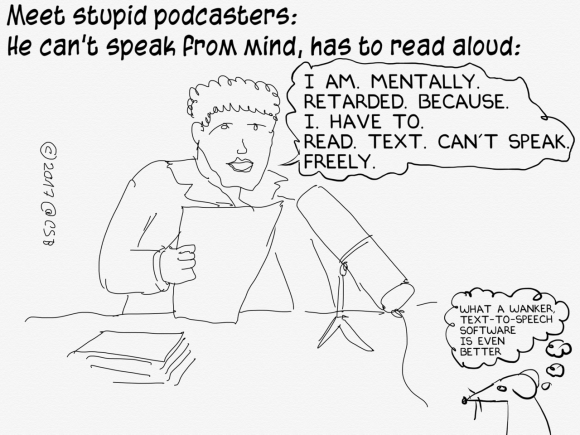 Meet stupid podcasters:
He can't speak from mind, has to read aloud:
I AM. MENTALLY.
RETARDED. BECAUSE.
I. HAVE TO.
READ. TEXT. CAN'T SPEAK.
FREELY.
©2017@CSB
WHAT A WANKER,
TEXT-TO-SPEECH
SOFTWARE
IS EVEN
BETTER